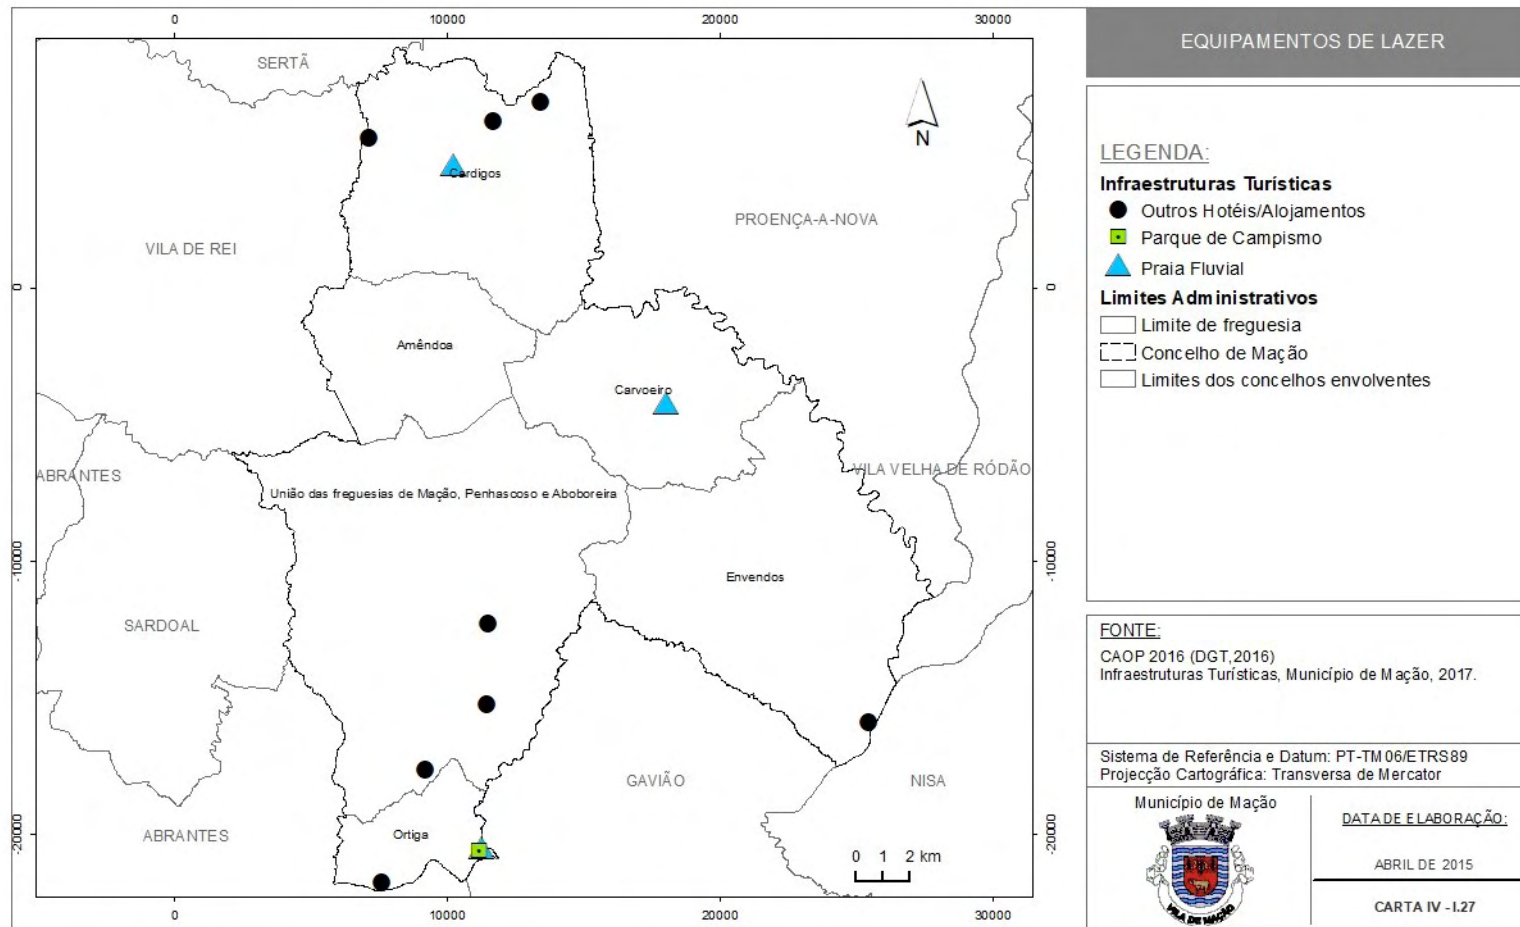 0
10000
20000
30000
SERTÃ
Cardigos
PROENÇA-A-NOVA
VILA DE REI
0
0
Amêndoa
Carvoeiro
ABRANTES
VILA VELHA DE RÓDÃO
União das freguesias de Mação, Penhascoso e Aboboreira
-10000
-10000
Envendos
SARDOAL
GAVIÃO
NISA
ABRANTES
Ortiga
-20000
-20000
0 1 2 km
0
10000
20000
30000
N
EQUIPAMENTOS DE LAZER
LEGENDA:
Infraestruturas Turísticas
Outros Hotéis/Alojamentos
Parque de Campismo
Praia Fluvial
Limites Administrativos
Limite de freguesia
Concelho de Mação
Limites dos concelhos envolventes
FONTE:
CAOP 2016 (DGT,2016)
Infraestruturas Turísticas, Município de Mação, 2017.
Sistema de Referência e Datum: PT-TM06/ETRS89
Projecção Cartográfica: Transversa de Mercator
Município de Mação
VILA DE MAÇÃO
DATA DE ELABORAÇÃO:
ABRIL DE 2015
CARTA IV - I.27